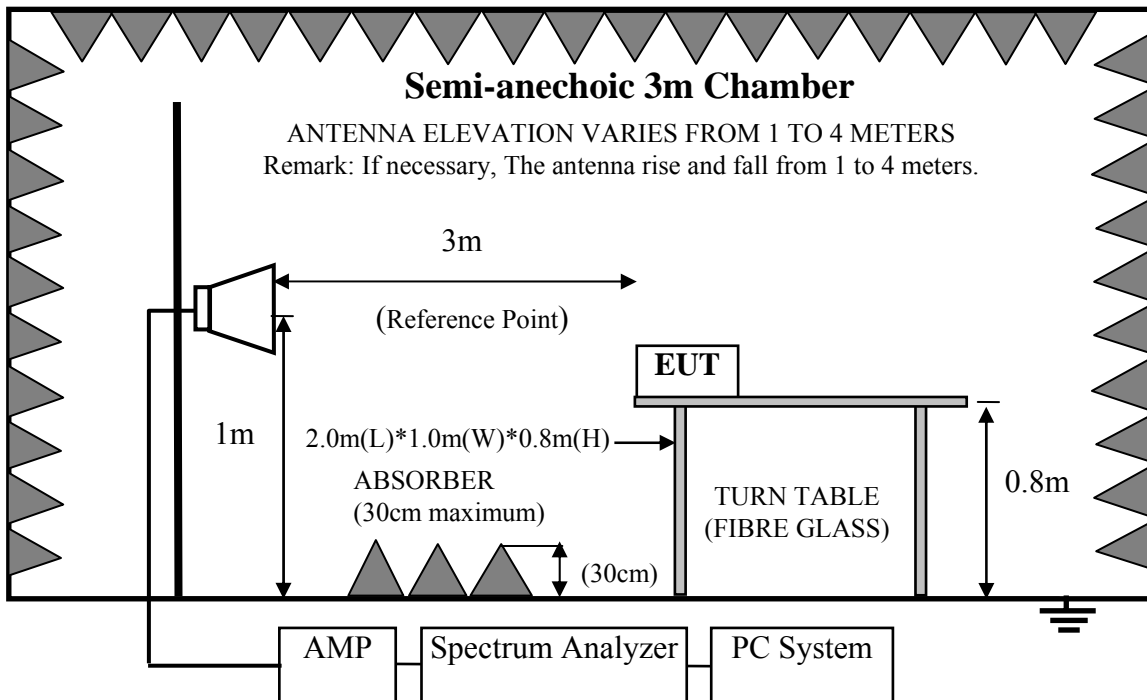 Semi-anechoic 3m Chamber
ANTENNA ELEVATION VARIES FROM 1 TO 4 METERS
Remark: If necessary, The antenna rise and fall from 1 to 4 meters.
3m
(Reference Point)
EUT
1m
2.0m(L)*1.0m(W)*0.8m(H)
ABSORBER
(30cm maximum)
(30cm)
TURN TABLE
(FIBRE GLASS)
0.8m
AMP
Spectrum Analyzer
PC System